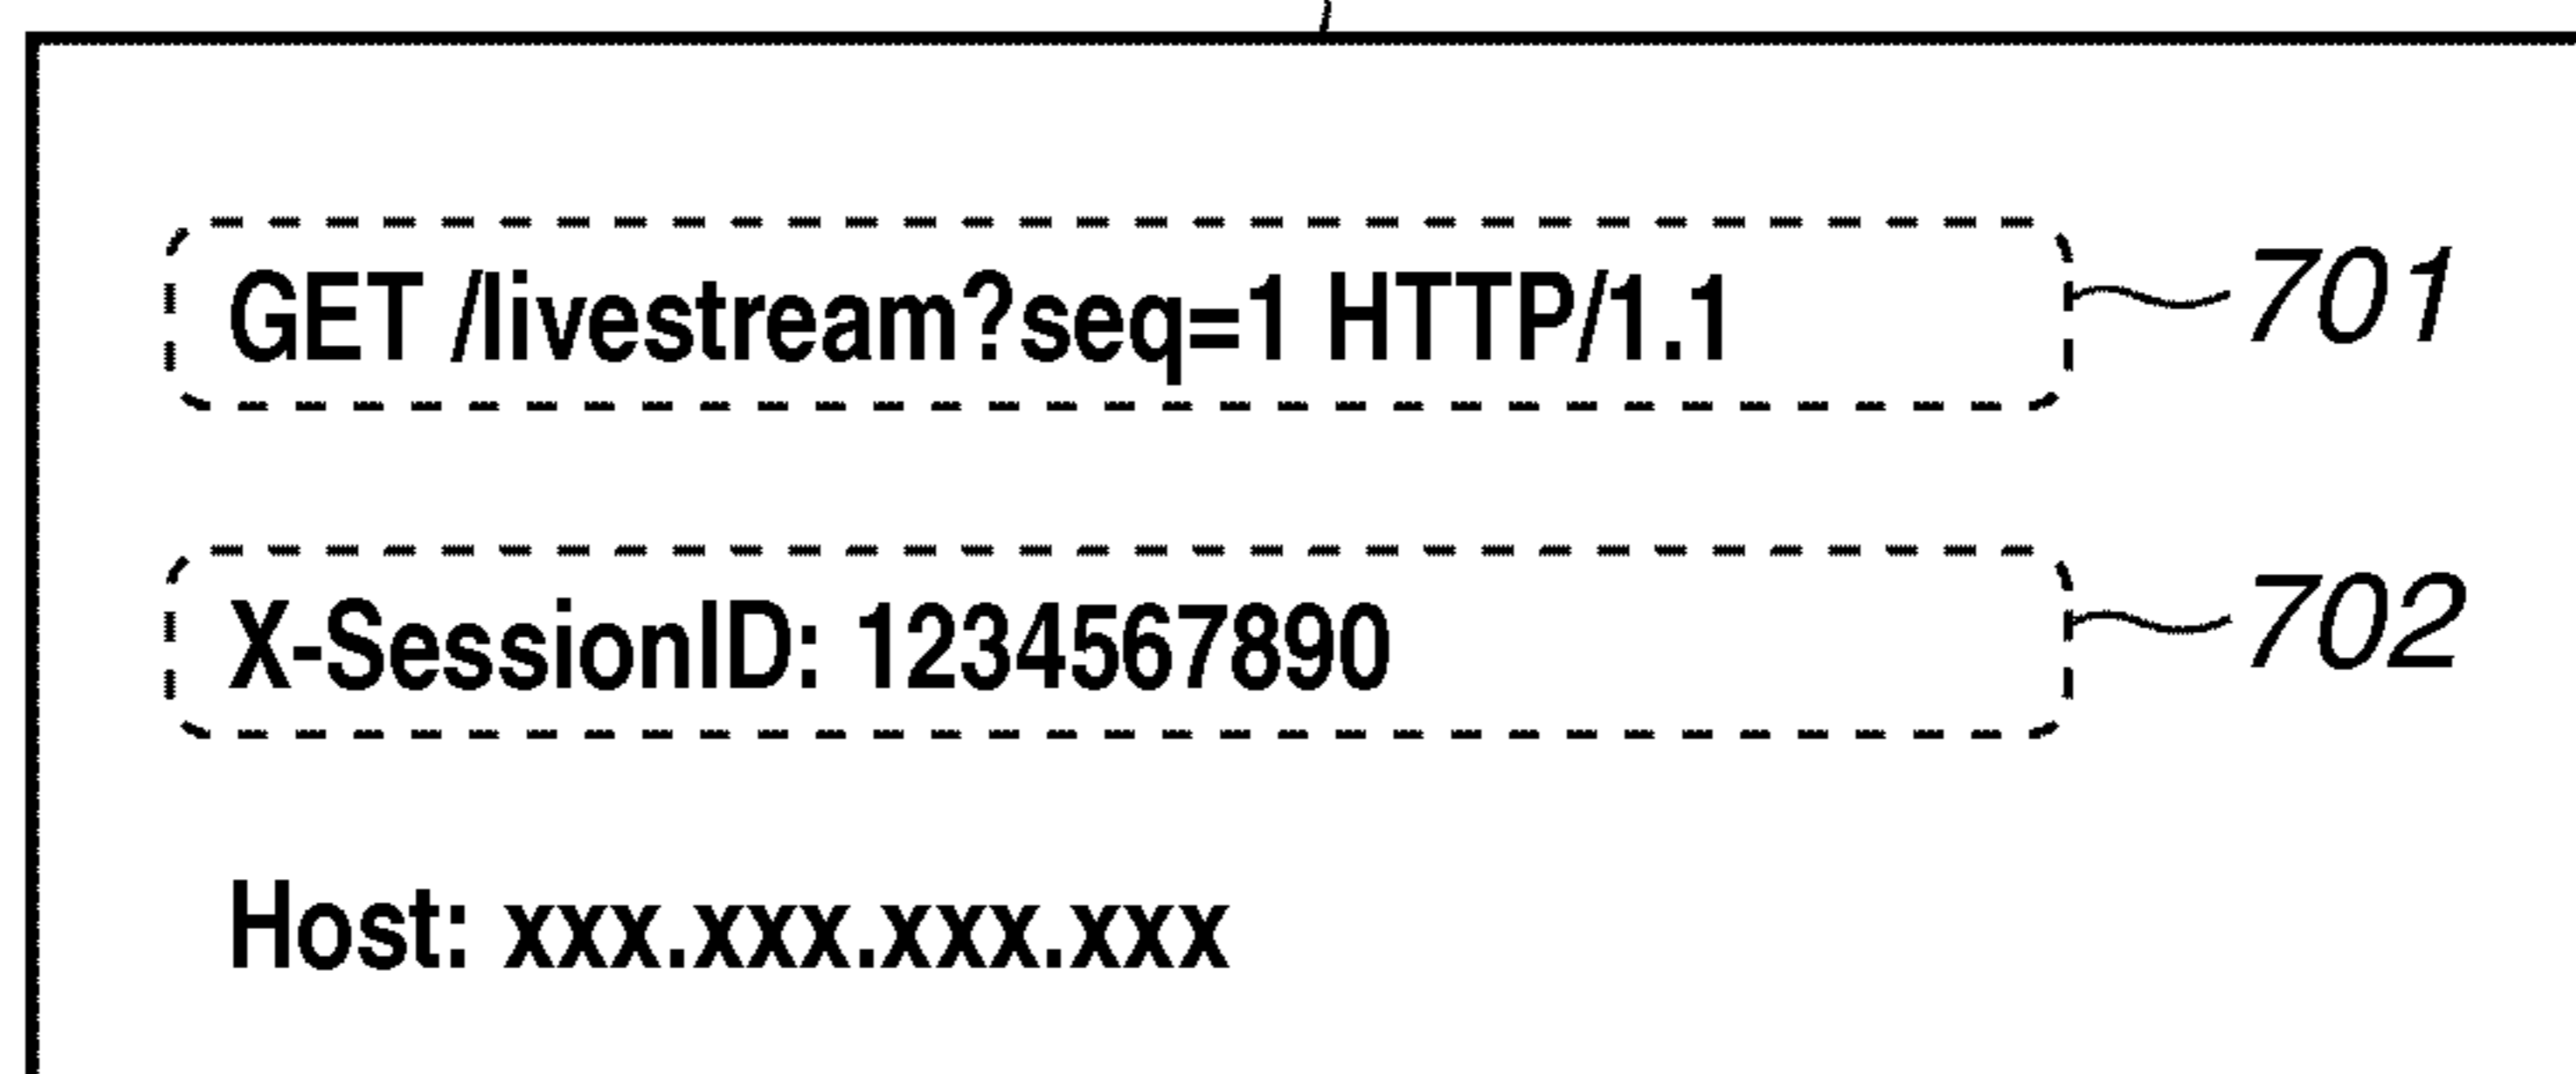 GET /livestream?seq=1 HTTP/1.1 701
X-SessionID: 1234567890 702
Host: xxx.xxx.xxx.xxx